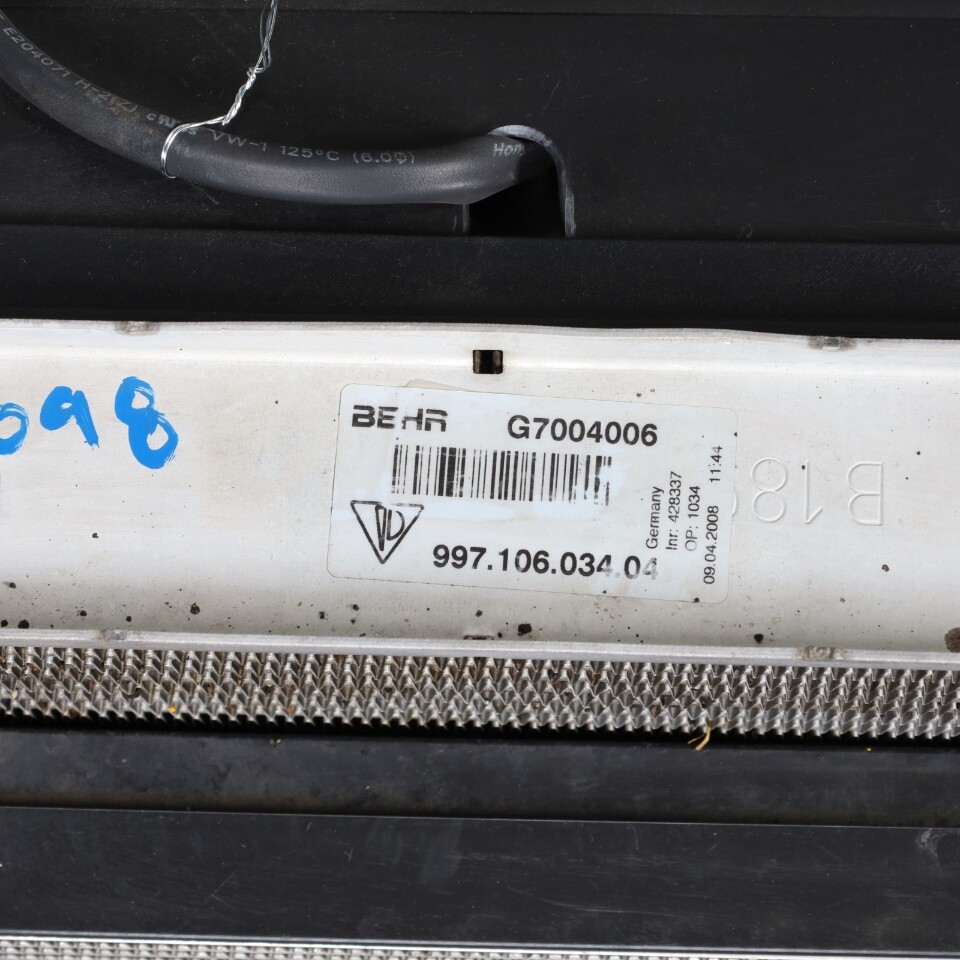 E204071 H
VW-1 125°C (6.0Φ)
098
BEHR G7004006
997.106.034.04
Germany
Inr: 428337
OP: 1034
09.04.2008 11:44
B18